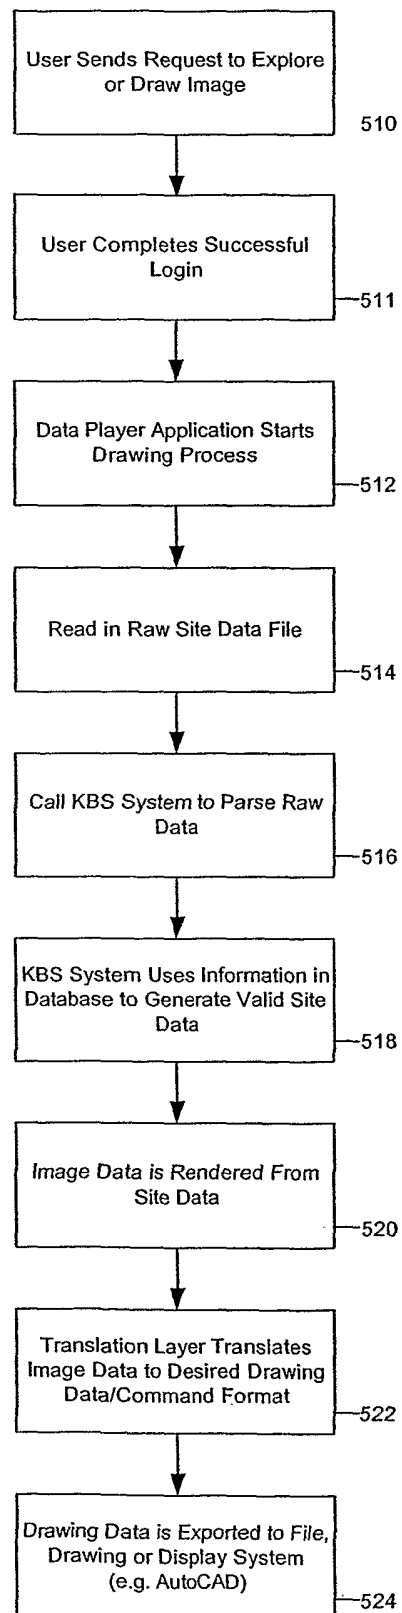 User Sends Request to Explore
or Draw Image
510
User Completes Successful
Login
511
Data Player Application Starts
Drawing Process
512
Read in Raw Site Data File
514
Call KBS System to Parse Raw
Data
516
KBS System Uses Information in
Database to Generate Valid Site
Data
518
Image Data is Rendered From
Site Data
520
Translation Layer Translates
Image Data to Desired Drawing
Data/Command Format
522
Drawing Data is Exported to File,
Drawing or Display System
(e.g. AutoCAD)
524